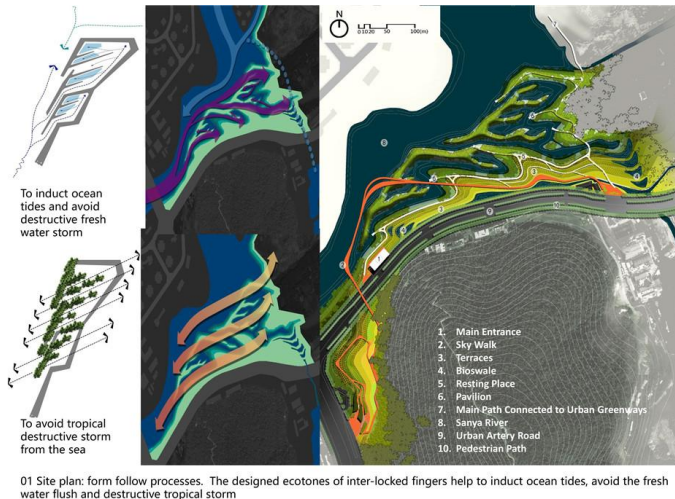 To induct ocean
tides and avoid
destructive fresh
water storm
To avoid tropical
destructive storm
from the sea
0 10 20 50 100(m)
1. Main Entrance
2. Sky Walk
3. Terraces
4. Bioswale
5. Resting Place
6. Pavilion
7. Main Path Connected to Urban Greenways
8. Sanya River
9. Urban Artery Road
10. Pedestrian Path
01 Site plan: form follow processes. The designed ecotones of inter-locked fingers help to induct ocean tides, avoid the fresh
water flush and destructive tropical storm